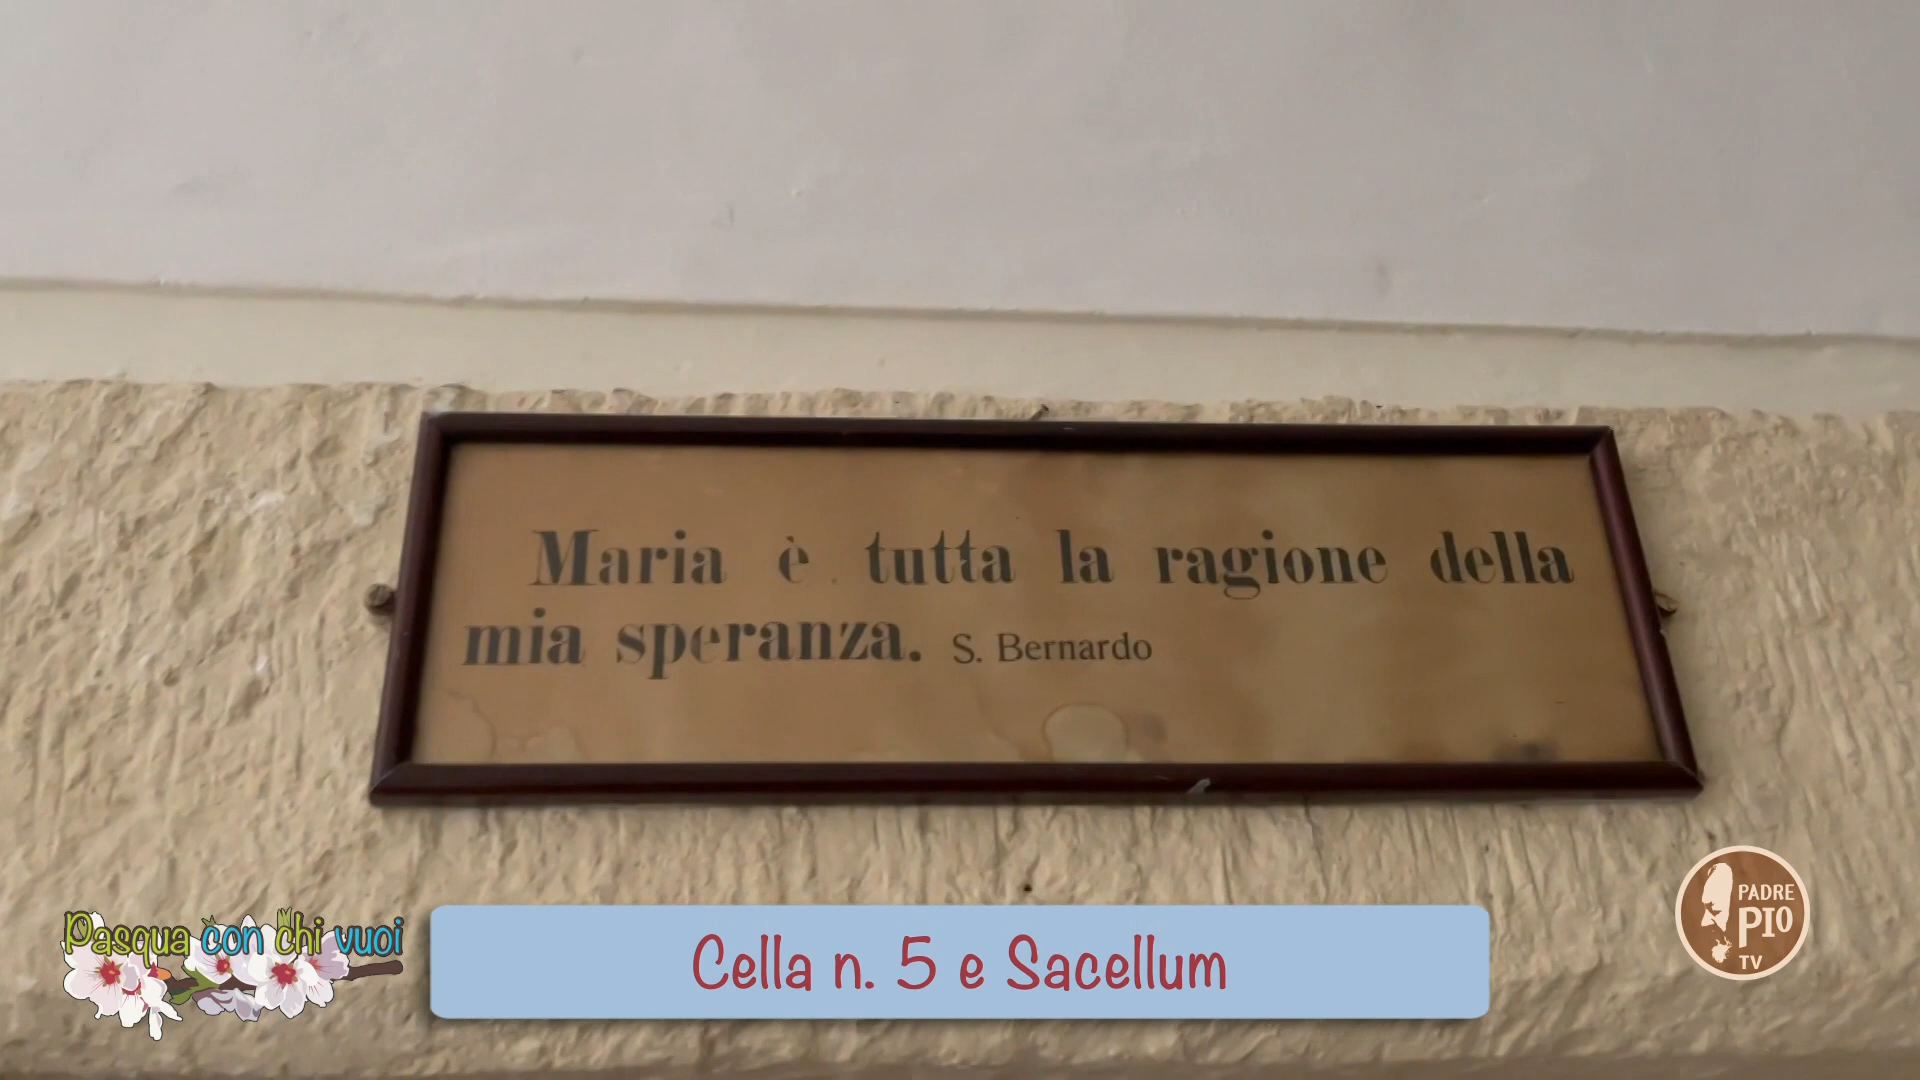 Maria è tutta la ragione della
mia speranza. S. Bernardo
Pasqua con chi vuoi
Cella n. 5 e Sacellum
PADRE
PIO
TV